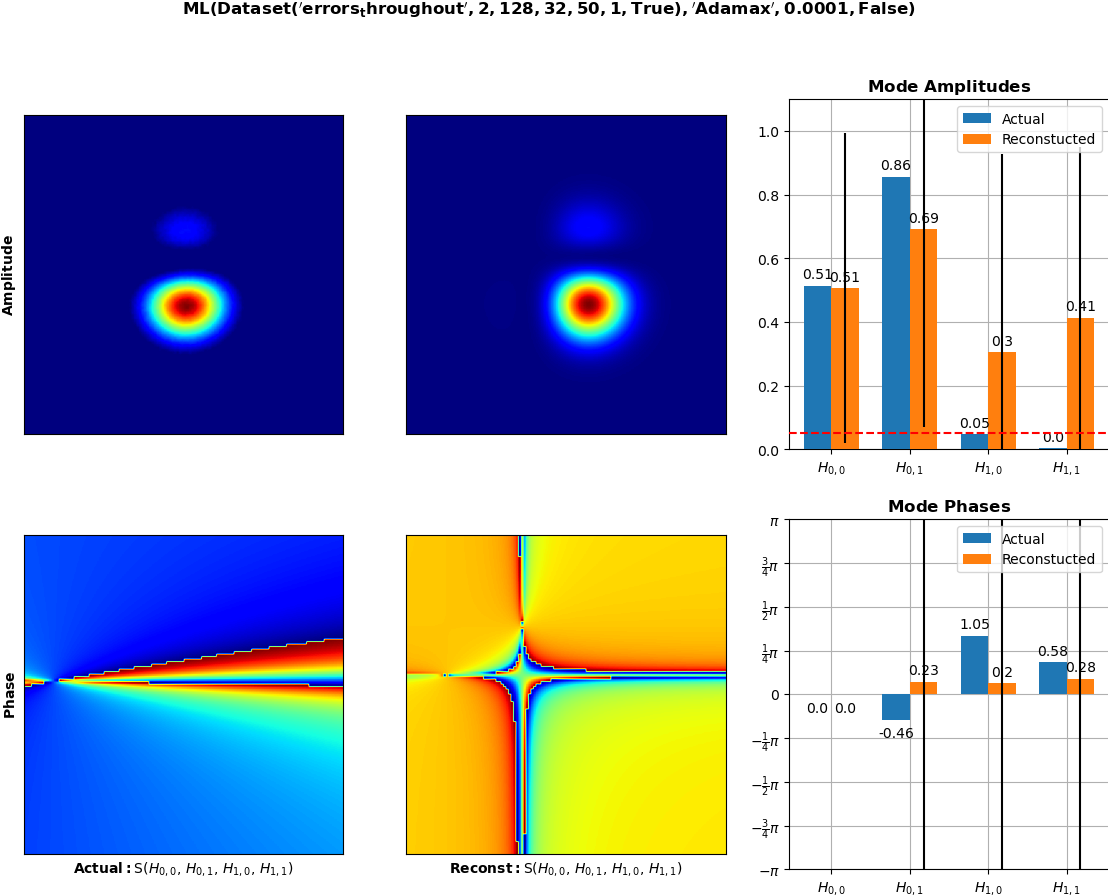 ML(Dataset('errors_throughout', 2, 128, 32, 50, 1, True), 'Adamax', 0.0001, False)
Amplitude
Mode Amplitudes
Actual
Reconstucted
1.0
0.8
0.6
0.4
0.2
0.0
0.51
0.51
0.86
0.69
0.05
0.3
0.0
0.41
H0,0
H0,1
H1,0
H1,1
Phase
Actual: S(H0,0, H0,1, H1,0, H1,1)
Reconst: S(H0,0, H0,1, H1,0, H1,1)
Mode Phases
Actual
Reconstucted
π
3/4π
1/2π
1/4π
0
−1/4π
−1/2π
−3/4π
−π
0.0
0.0
-0.46
0.23
1.05
0.2
0.58
0.28
H0,0
H0,1
H1,0
H1,1